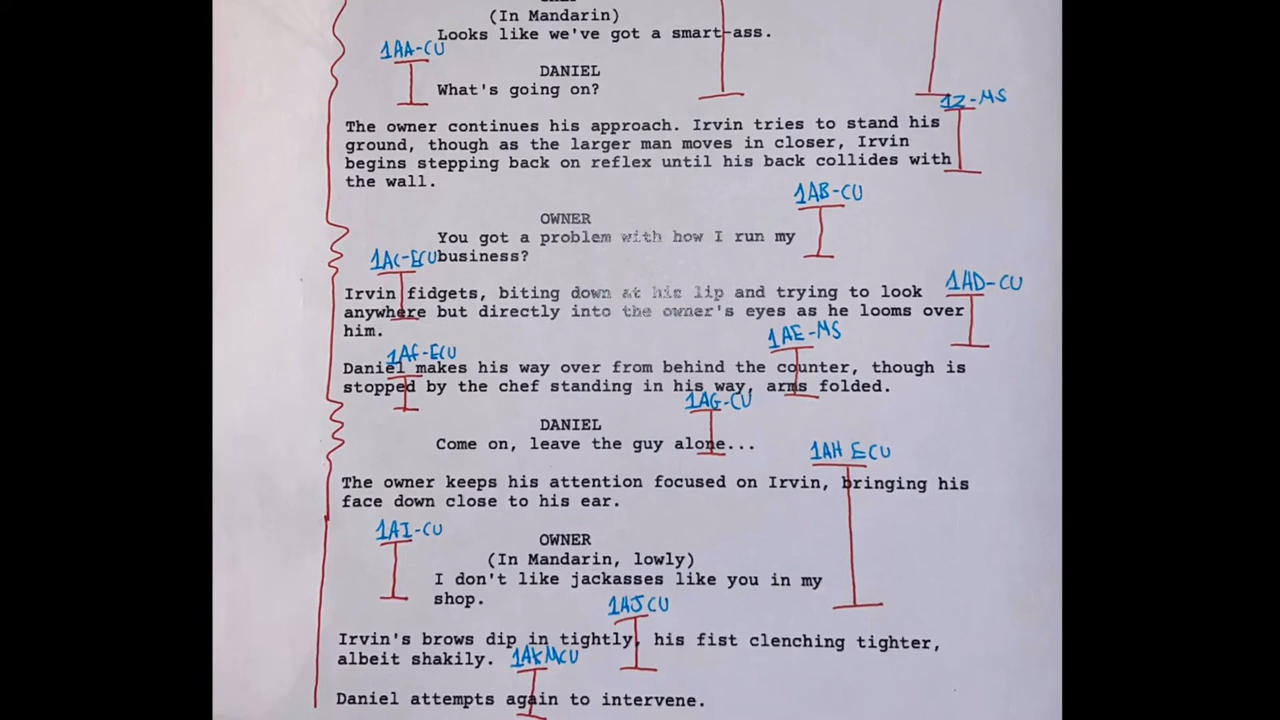 (In Mandarin)
Looks like we've got a smart-ass.
1AA-CU
DANIEL
What's going on?
1Z-MS
The owner continues his approach. Irvin tries to stand his
ground, though as the larger man moves in closer, Irvin
begins stepping back on reflex until his back collides with
the wall.
1AB-CU
OWNER
You got a problem with how I run my
business?
1AC-ECU
1AD-CU
Irvin fidgets, biting down at his lip and trying to look
anywhere but directly into the owner's eyes as he looms over
him.
1AE-MS
1AF-ECU
Daniel makes his way over from behind the counter, though is
stopped by the chef standing in his way, arms folded.
1AG-CU
DANIEL
Come on, leave the guy alone...
1AH ECU
The owner keeps his attention focused on Irvin, bringing his
face down close to his ear.
1AI-CU
OWNER
(In Mandarin, lowly)
I don't like jackasses like you in my
shop.
1AJ CU
Irvin's brows dip in tightly, his fist clenching tighter,
albeit shakily.
1AK MCU
Daniel attempts again to intervene.